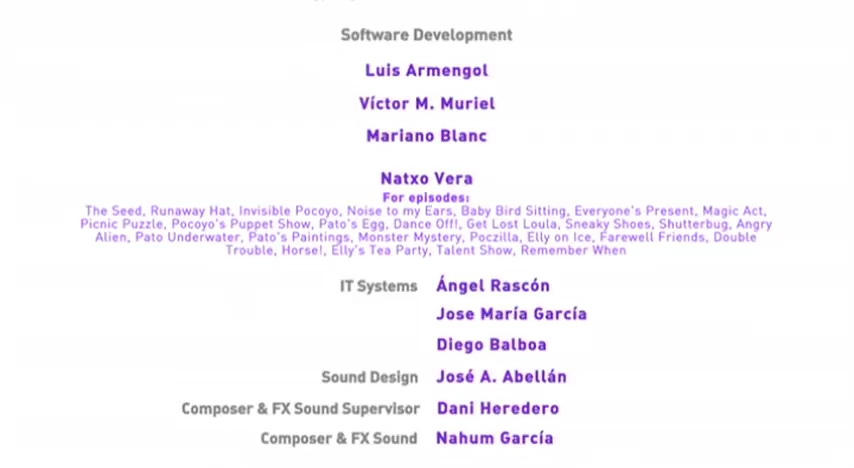 Software Development
Luis Armengol
Víctor M. Muriel
Mariano Blanc
Natxo Vera
For episodes:
The Seed, Runaway Hat, Invisible Pocoyo, Noise to my Ears, Baby Bird Sitting, Everyone's Present, Magic Act,
Picnic Puzzle, Pocoyo's Puppet Show, Pato's Egg, Dance Off!, Get Lost Loula, Sneaky Shoes, Shutterbug, Angry
Alien, Pato Underwater, Pato's Paintings, Monster Mystery, Poczilla, Elly on Ice, Farewell Friends, Double
Trouble, Horse!, Elly's Tea Party, Talent Show, Remember When
IT Systems Ángel Rascón
Jose María García
Diego Balboa
Sound Design José A. Abellán
Composer & FX Sound Supervisor Dani Heredero
Composer & FX Sound Nahum García